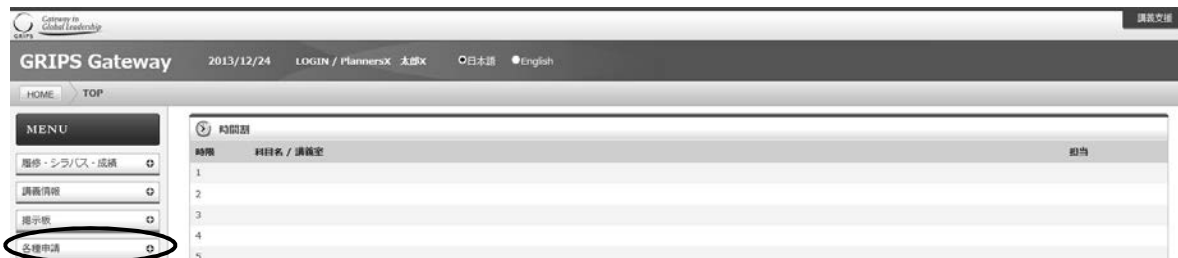 Gateway to
Global Leadership
GRIPS
講義支援
GRIPS Gateway 2013/12/24 LOGIN / PlannersX 太郎X 日本語 English
HOME TOP
MENU
時間割
時限 科目名 / 講義室 担当
履修・シラバス・成績
1
講義情報
2
掲示板
3
各種申請
4
5